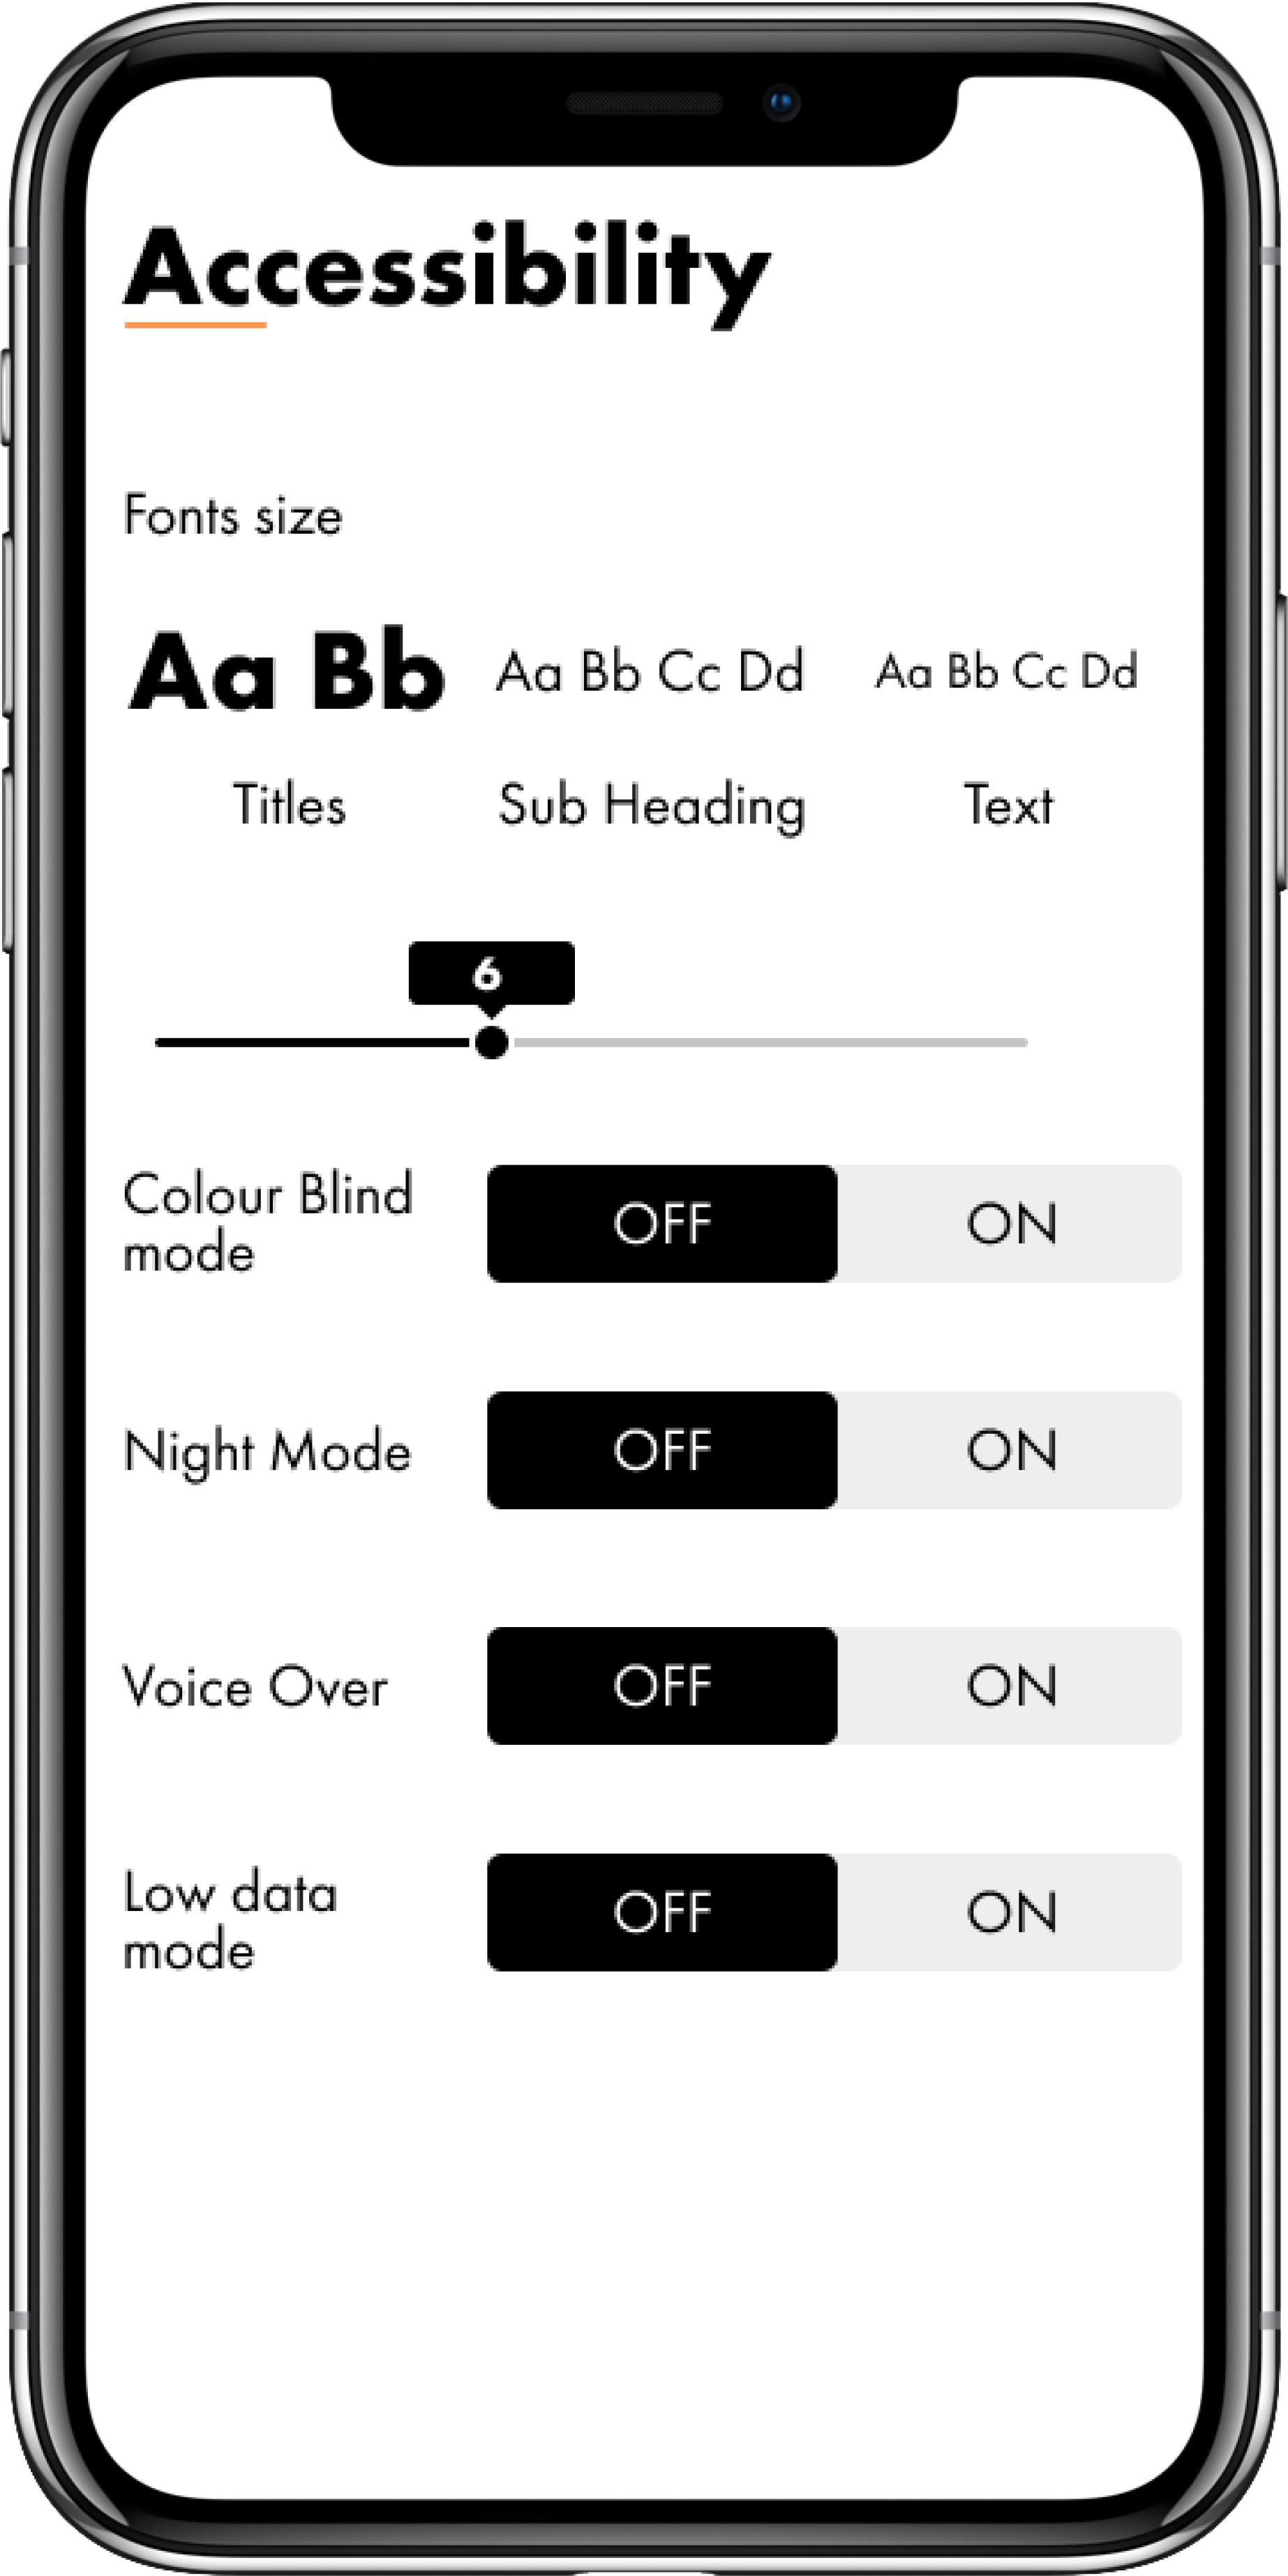 Accessibility
Fonts size
Aa Bb Aa Bb Cc Dd Aa Bb Cc Dd
Titles Sub Heading Text
6
Colour Blind
mode
OFF ON
Night Mode OFF ON
Voice Over OFF ON
Low data
mode
OFF ON